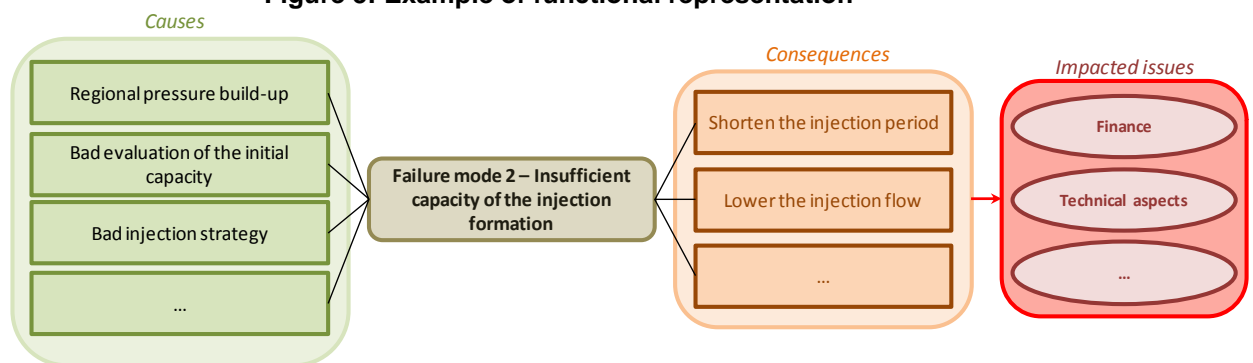 Example of functional representation
Causes
Regional pressure build-up
Bad evaluation of the initial
capacity
Bad injection strategy
...
Failure mode 2 – Insufficient
capacity of the injection
formation
Consequences
Shorten the injection period
Lower the injection flow
...
Impacted issues
Finance
Technical aspects
...